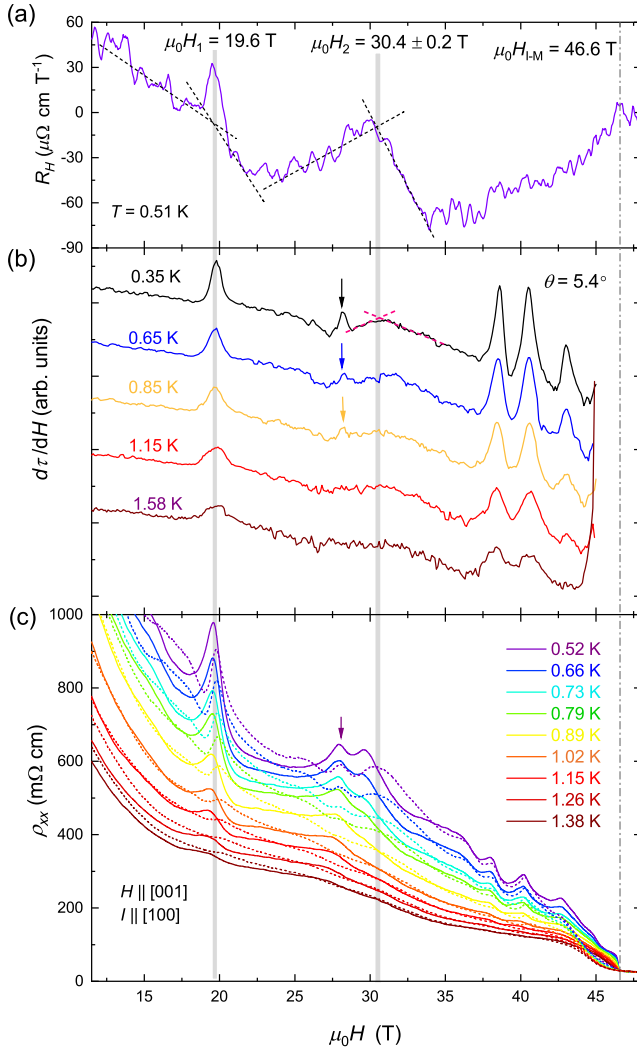 (a)
μ₀H₁ = 19.6 T
μ₀H₂ = 30.4 ± 0.2 T
μ₀H_I-M = 46.6 T
60
30
0
-30
-60
-90
R_H (μΩ cm T⁻¹)
T = 0.51 K
(b)
0.35 K
θ = 5.4°
0.65 K
0.85 K
1.15 K
1.58 K
dτ/dH (arb. units)
(c)
1000
800
600
400
200
0
ρ_xx (mΩ cm)
0.52 K
0.66 K
0.73 K
0.79 K
0.89 K
1.02 K
1.15 K
1.26 K
1.38 K
H || [001]
I || [100]
15 20 25 30 35 40 45
μ₀H (T)